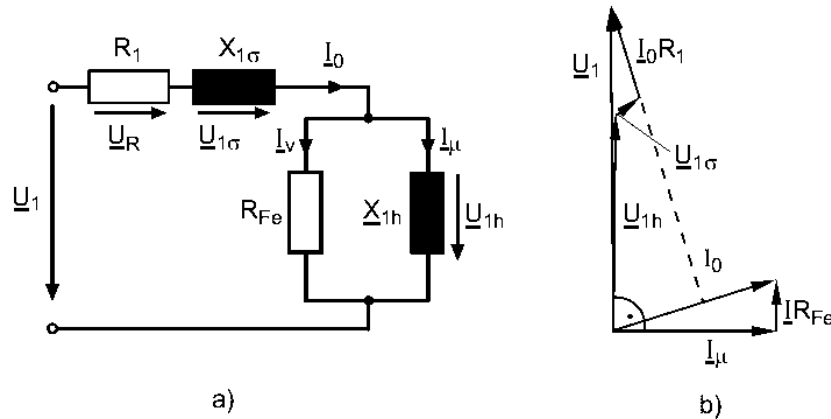 R1 X1σ I0
UR U1σ Iv Iμ
U1 RFe X1h U1h
a)
U1 I0R1
U1σ
U1h
I0
IRFe
Iμ
b)